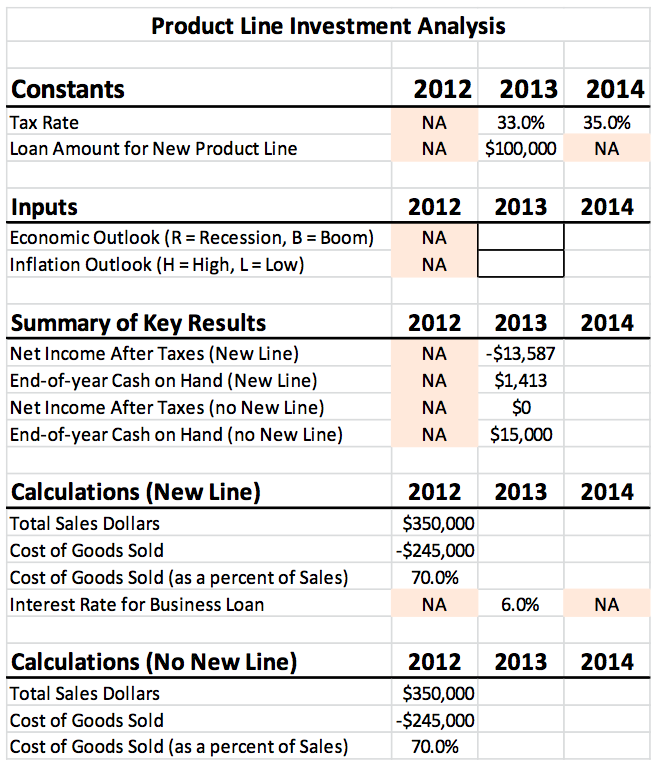 Product Line Investment Analysis
Constants 2012 2013 2014
Tax Rate NA 33.0% 35.0%
Loan Amount for New Product Line NA $100,000 NA
Inputs 2012 2013 2014
Economic Outlook (R = Recession, B = Boom) NA
Inflation Outlook (H = High, L = Low) NA
Summary of Key Results 2012 2013 2014
Net Income After Taxes (New Line) NA -$13,587
End-of-year Cash on Hand (New Line) NA $1,413
Net Income After Taxes (no New Line) NA $0
End-of-year Cash on Hand (no New Line) NA $15,000
Calculations (New Line) 2012 2013 2014
Total Sales Dollars $350,000
Cost of Goods Sold -$245,000
Cost of Goods Sold (as a percent of Sales) 70.0%
Interest Rate for Business Loan NA 6.0% NA
Calculations (No New Line) 2012 2013 2014
Total Sales Dollars $350,000
Cost of Goods Sold -$245,000
Cost of Goods Sold (as a percent of Sales) 70.0%